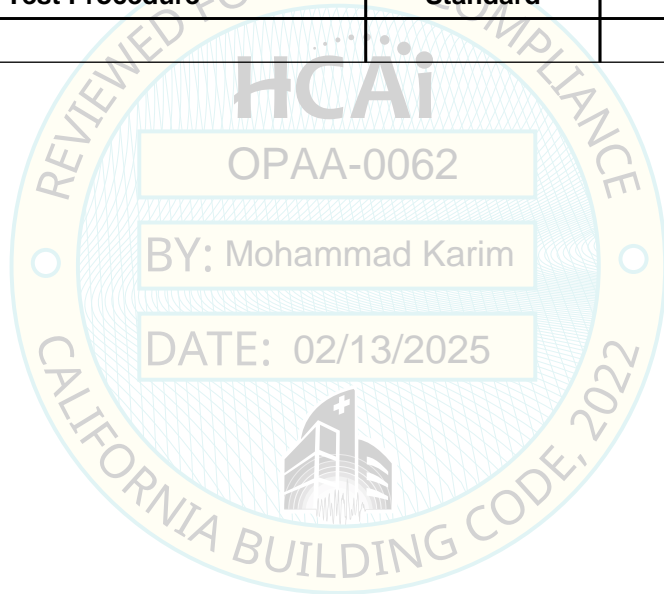 Test Procedure Standard
REVIEWED FOR COMPLIANCE
HCAi
OPAA-0062
BY: Mohammad Karim
DATE: 02/13/2025
CALIFORNIA BUILDING CODE, 2022